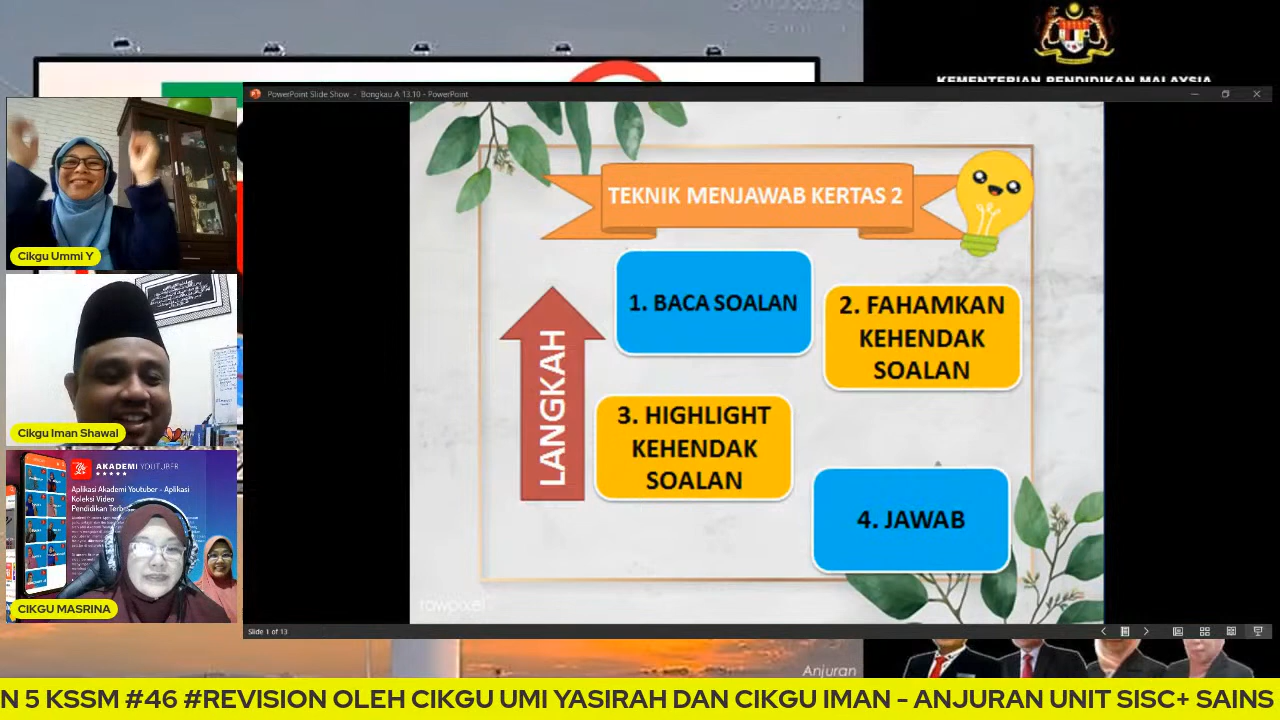 KEMENTERIAN PENDIDIKAN MALAYSIA
PowerPoint Slide Show - Bongkau A 13.10 - PowerPoint
TEKNIK MENJAWAB KERTAS 2
LANGKAH
1. BACA SOALAN
2. FAHAMKAN
KEHENDAK
SOALAN
3. HIGHLIGHT
KEHENDAK
SOALAN
4. JAWAB
rawpixel
Slide 1 of 13
Cikgu Ummi Y
Cikgu Iman Shawal
AKADEMI YOUTUBER
Aplikasi Akademi Youtuber - Aplikasi
Koleksi Video
Pendidikan
CIKGU MASRINA
Anjuran
N 5 KSSM #46 #REVISION OLEH CIKGU UMI YASIRAH DAN CIKGU IMAN - ANJURAN UNIT SISC+ SAINS